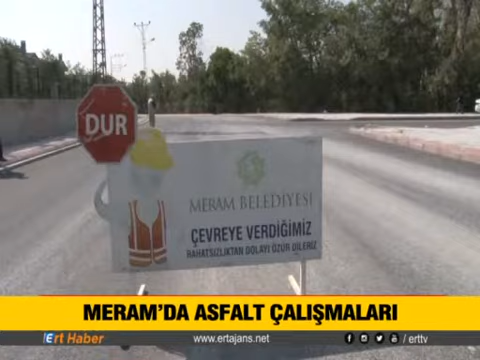 DUR
MERAM BELEDİYESİ
ÇEVREYE VERDİĞİMİZ
RAHATSIZLIKTAN DOLAYI ÖZÜR DİLERİZ
MERAM'DA ASFALT ÇALIŞMALARI
Ert Haber
www.ertajans.net
/ erttv